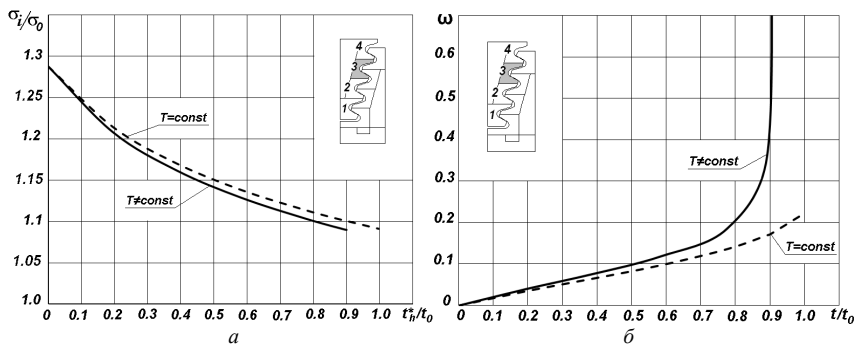 σi/σ0
1.3
1.25
1.2
1.15
1.1
1.05
1.0
0 0.1 0.2 0.3 0.4 0.5 0.6 0.7 0.8 0.9 1.0 t*h/t0
T=const
T≠const
4
3
2
1
а
ω
0.6
0.5
0.4
0.3
0.2
0.1
0
0 0.1 0.2 0.3 0.4 0.5 0.6 0.7 0.8 0.9 1.0 t/t0
4
3
2
1
T≠const
T=const
б